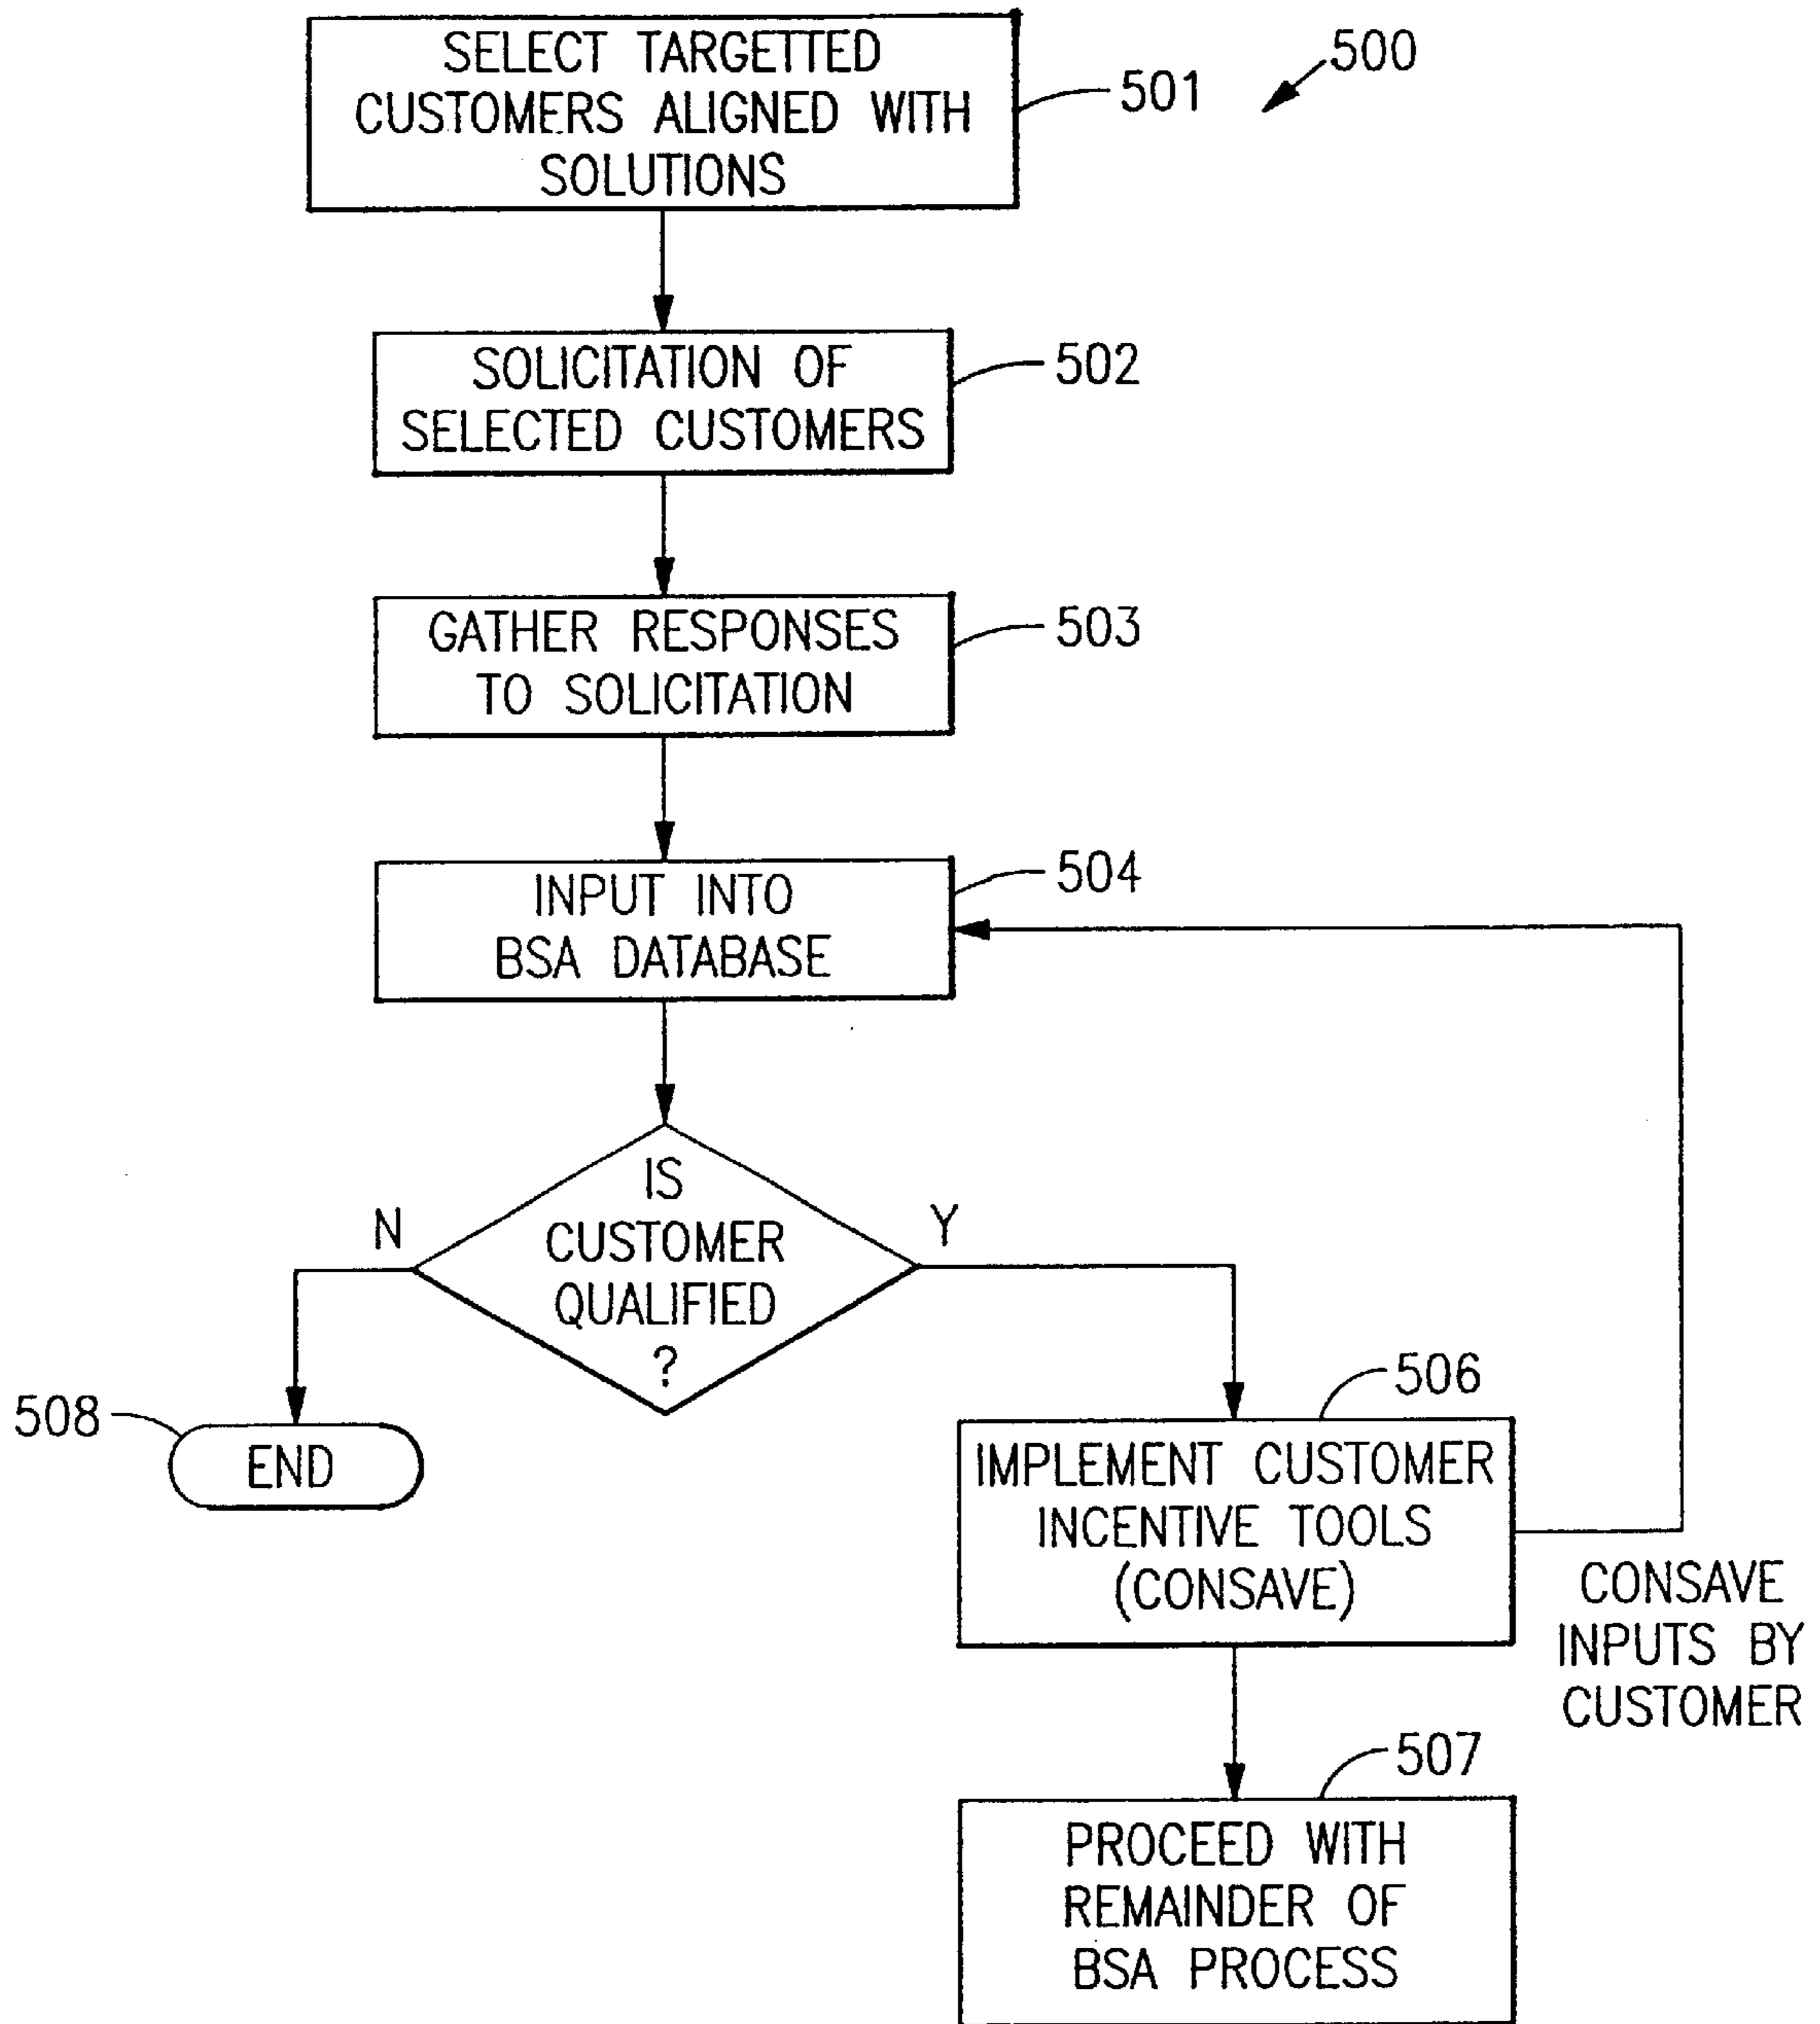 SELECT TARGETTED
CUSTOMERS ALIGNED WITH
SOLUTIONS
501
500
SOLICITATION OF
SELECTED CUSTOMERS
502
GATHER RESPONSES
TO SOLICITATION
503
INPUT INTO
BSA DATABASE
504
IS
CUSTOMER
QUALIFIED
?
N
Y
508
END
506
IMPLEMENT CUSTOMER
INCENTIVE TOOLS
(CONSAVE)
CONSAVE
INPUTS BY
CUSTOMER
507
PROCEED WITH
REMAINDER OF
BSA PROCESS